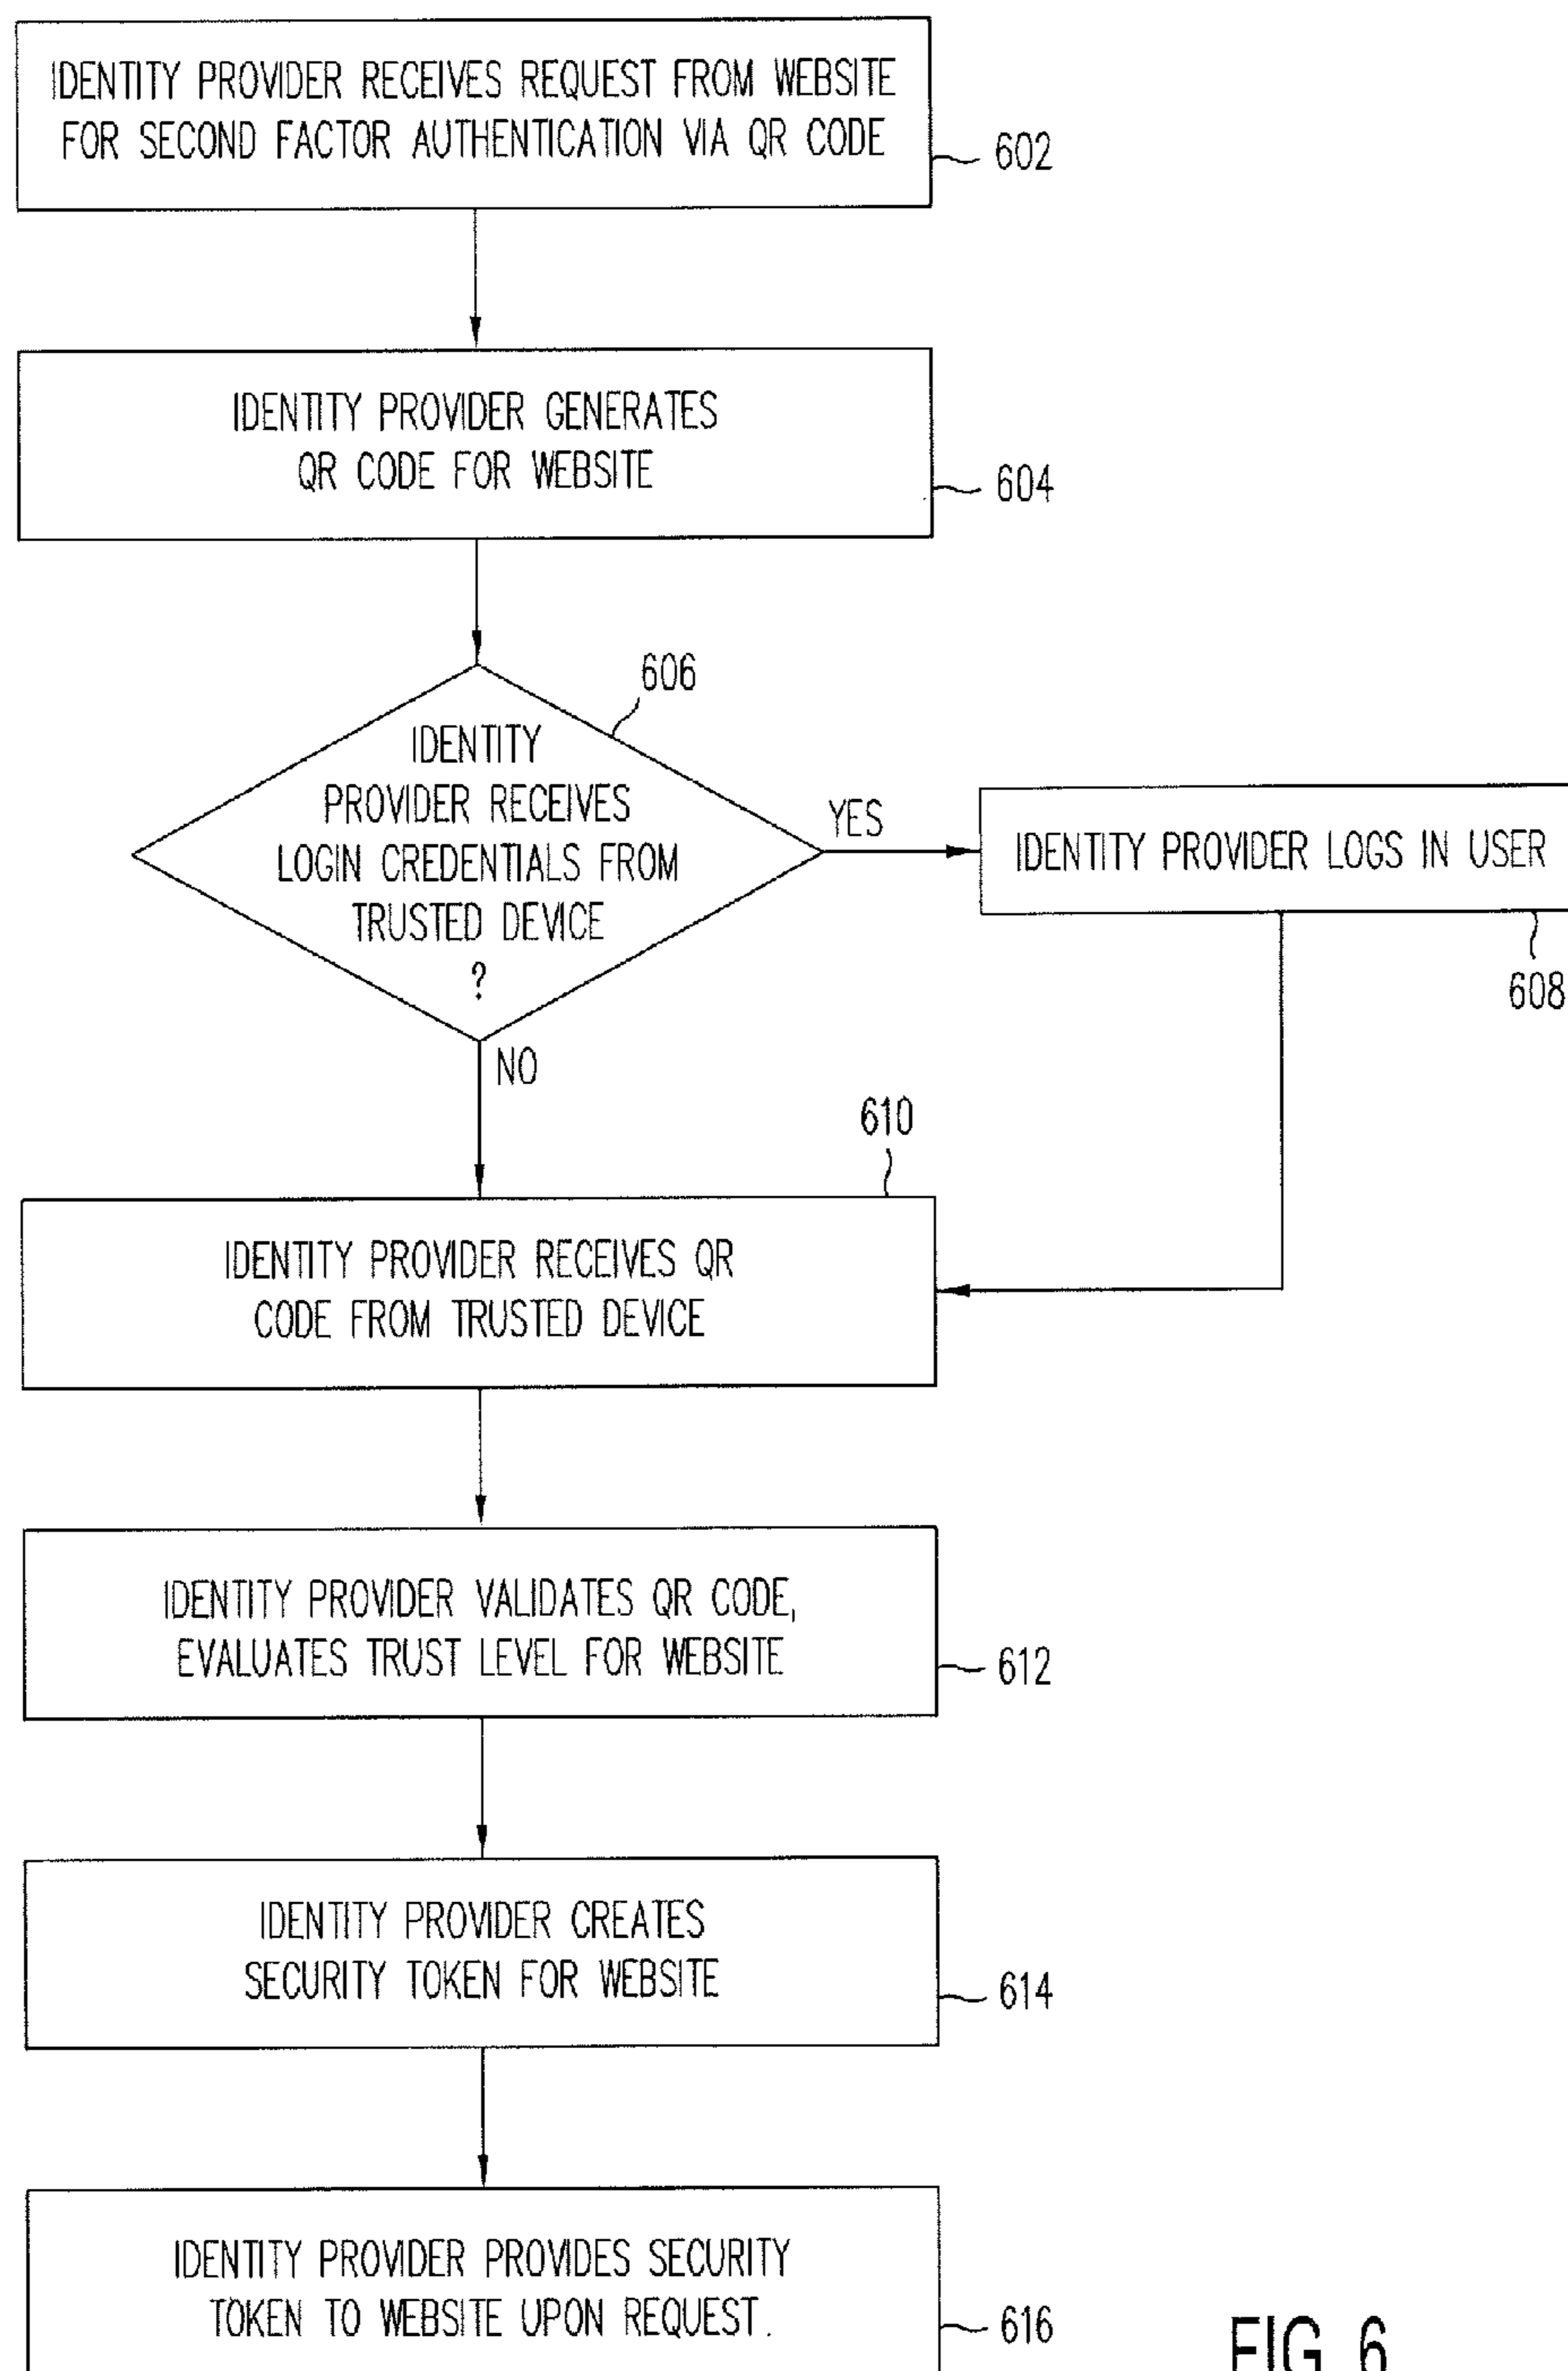 IDENTITY PROVIDER RECEIVES REQUEST FROM WEBSITE
FOR SECOND FACTOR AUTHENTICATION VIA QR CODE
602
IDENTITY PROVIDER GENERATES
QR CODE FOR WEBSITE
604
606
IDENTITY
PROVIDER RECEIVES
LOGIN CREDENTIALS FROM
TRUSTED DEVICE
?
YES
IDENTITY PROVIDER LOGS IN USER
608
NO
610
IDENTITY PROVIDER RECEIVES QR
CODE FROM TRUSTED DEVICE
IDENTITY PROVIDER VALIDATES QR CODE,
EVALUATES TRUST LEVEL FOR WEBSITE
612
IDENTITY PROVIDER CREATES
SECURITY TOKEN FOR WEBSITE
614
IDENTITY PROVIDER PROVIDES SECURITY
TOKEN TO WEBSITE UPON REQUEST.
616
FIG. 6